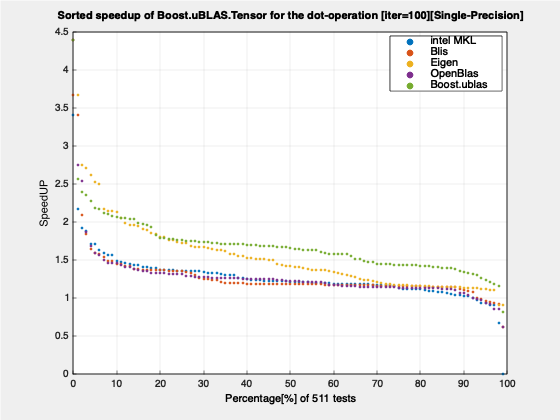 Sorted speedup of Boost.uBLAS.Tensor for the dot-operation [iter=100][Single-Precision]
4.5
4
3.5
3
2.5
2
1.5
1
0.5
0
SpeedUP
intel MKL
Blis
Eigen
OpenBlas
Boost.ublas
0 10 20 30 40 50 60 70 80 90 100
Percentage[%] of 511 tests